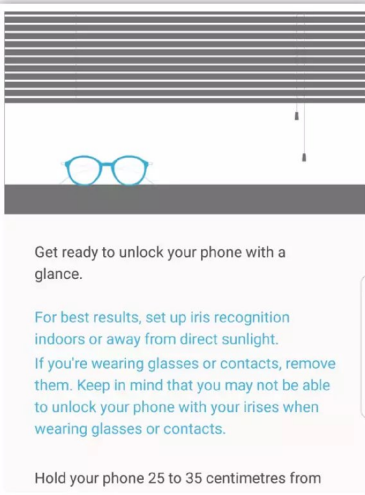 Get ready to unlock your phone with a
glance.
For best results, set up iris recognition
indoors or away from direct sunlight.
If you're wearing glasses or contacts, remove
them. Keep in mind that you may not be able
to unlock your phone with your irises when
wearing glasses or contacts.
Hold your phone 25 to 35 centimetres from